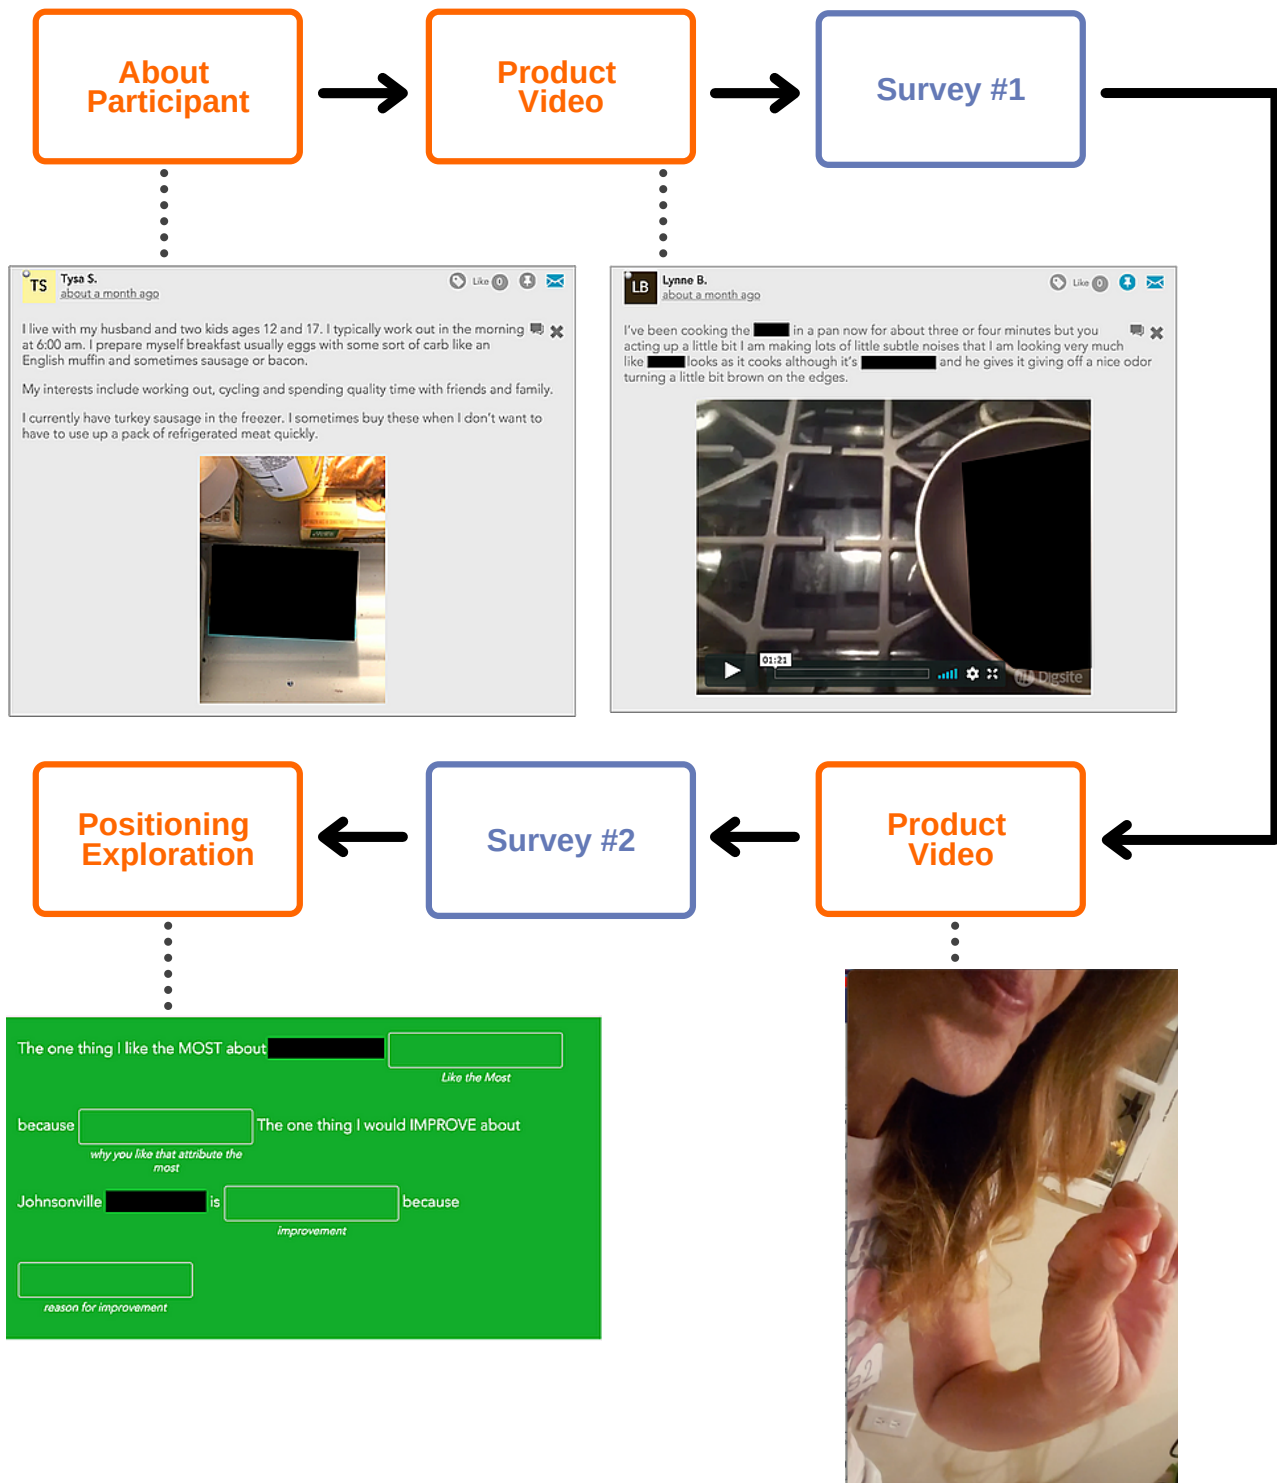 About
Participant
Product
Video
Survey #1
TS
Tysa S.
about a month ago
Like 0
I live with my husband and two kids ages 12 and 17. I typically work out in the morning
at 6:00 am. I prepare myself breakfast usually eggs with some sort of carb like an
English muffin and sometimes sausage or bacon.
My interests include working out, cycling and spending quality time with friends and family.
I currently have turkey sausage in the freezer. I sometimes buy these when I don't want to
have to use up a pack of refrigerated meat quickly.
LB
Lynne B.
about a month ago
Like 0
I've been cooking the in a pan now for about three or four minutes but you
acting up a little bit I am making lots of little subtle noises that I am looking very much
like looks as it cooks although it's and he gives it giving off a nice odor
turning a little bit brown on the edges.
01:21
Digsite
Positioning
Exploration
Survey #2
Product
Video
The one thing I like the MOST about
Like the Most
because The one thing I would IMPROVE about
why you like that attribute the
most
Johnsonville is because
improvement
reason for improvement